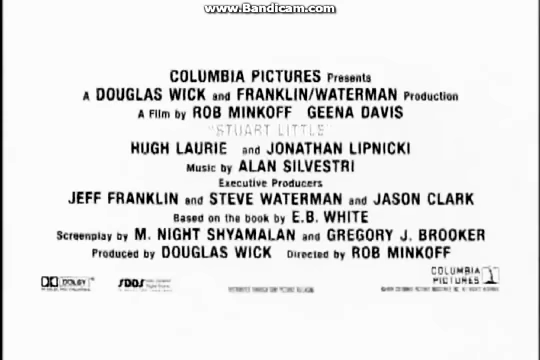 www.Bandicam.com
COLUMBIA PICTURES Presents
A DOUGLAS WICK and FRANKLIN/WATERMAN Production
A Film by ROB MINKOFF GEENA DAVIS
"STUART LITTLE
HUGH LAURIE and JONATHAN LIPNICKI
Music by ALAN SILVESTRI
Executive Producers
JEFF FRANKLIN and STEVE WATERMAN and JASON CLARK
Based on the book by E.B. WHITE
Screenplay by M. NIGHT SHYAMALAN and GREGORY J. BROOKER
Produced by DOUGLAS WICK Directed by ROB MINKOFF
DOLBY
SDDS
COLUMBIA
PICTURES